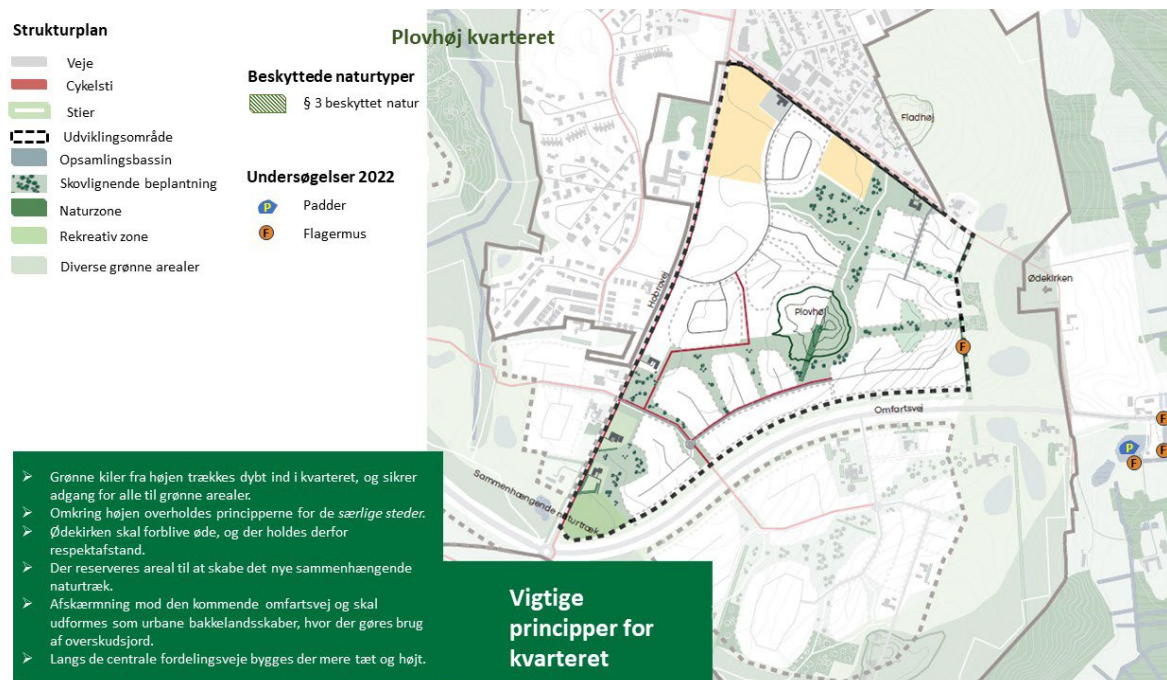 Strukturplan
Veje
Cykelsti
Stier
Udviklingsområde
Opsamlingsbassin
Skovlignende beplantning
Naturzone
Rekreativ zone
Diverse grønne arealer
Plovhøj kvarteret
Beskyttede naturtyper
§ 3 beskyttet natur
Undersøgelser 2022
P Padder
F Flagermus
Fladhøj
Ødekirken
Hobrovej
Plovhøj
F
Omfartsvej
F
P
F
F
Sammenhængende naturtræk
➢ Grønne kiler fra højen trækkes dybt ind i kvarteret, og sikrer
adgang for alle til grønne arealer.
➢ Omkring højen overholdes principperne for de særlige steder.
➢ Ødekirken skal forblive øde, og der holdes derfor
respektafstand.
➢ Der reserveres areal til at skabe det nye sammenhængende
naturtræk.
➢ Afskærmning mod den kommende omfartsvej og skal
udformes som urbane bakkelandsskaber, hvor der gøres brug
af overskudsjord.
➢ Langs de centrale fordelingsveje bygges der mere tæt og højt.
Vigtige
principper for
kvarteret